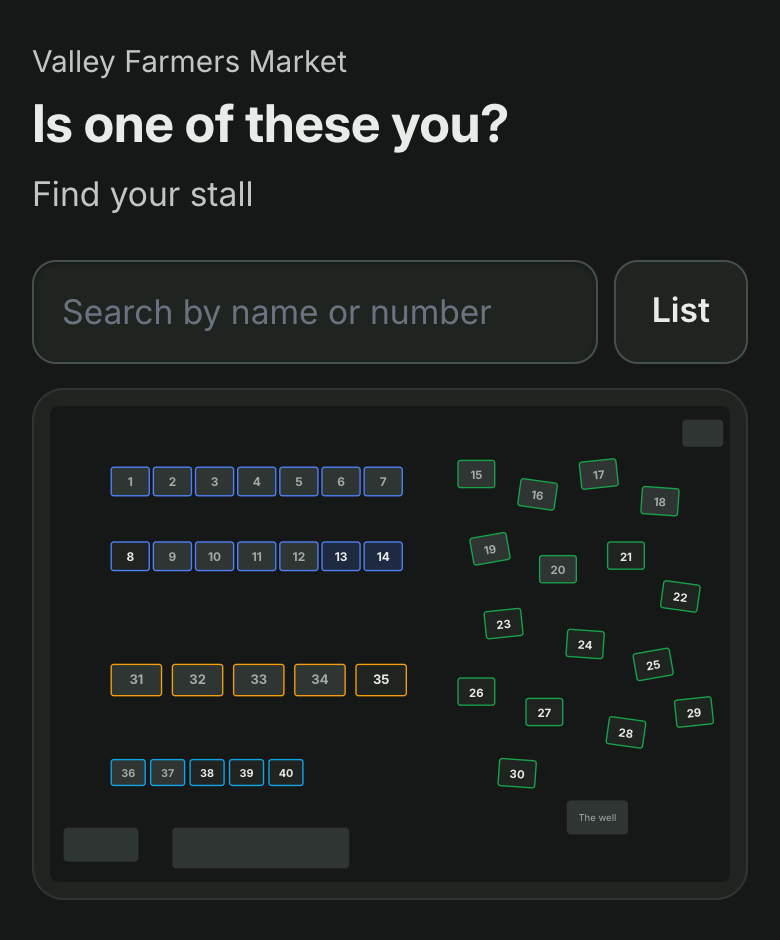 Valley Farmers Market
Is one of these you?
Find your stall
Search by name or number
List
1 2 3 4 5 6 7
8 9 10 11 12 13 14
15 16 17 18
19 20 21 22
23 24 25
26 27 28 29
30
31 32 33 34 35
36 37 38 39 40
The well